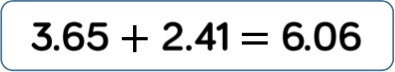 3.65 + 2.41 = 6.06